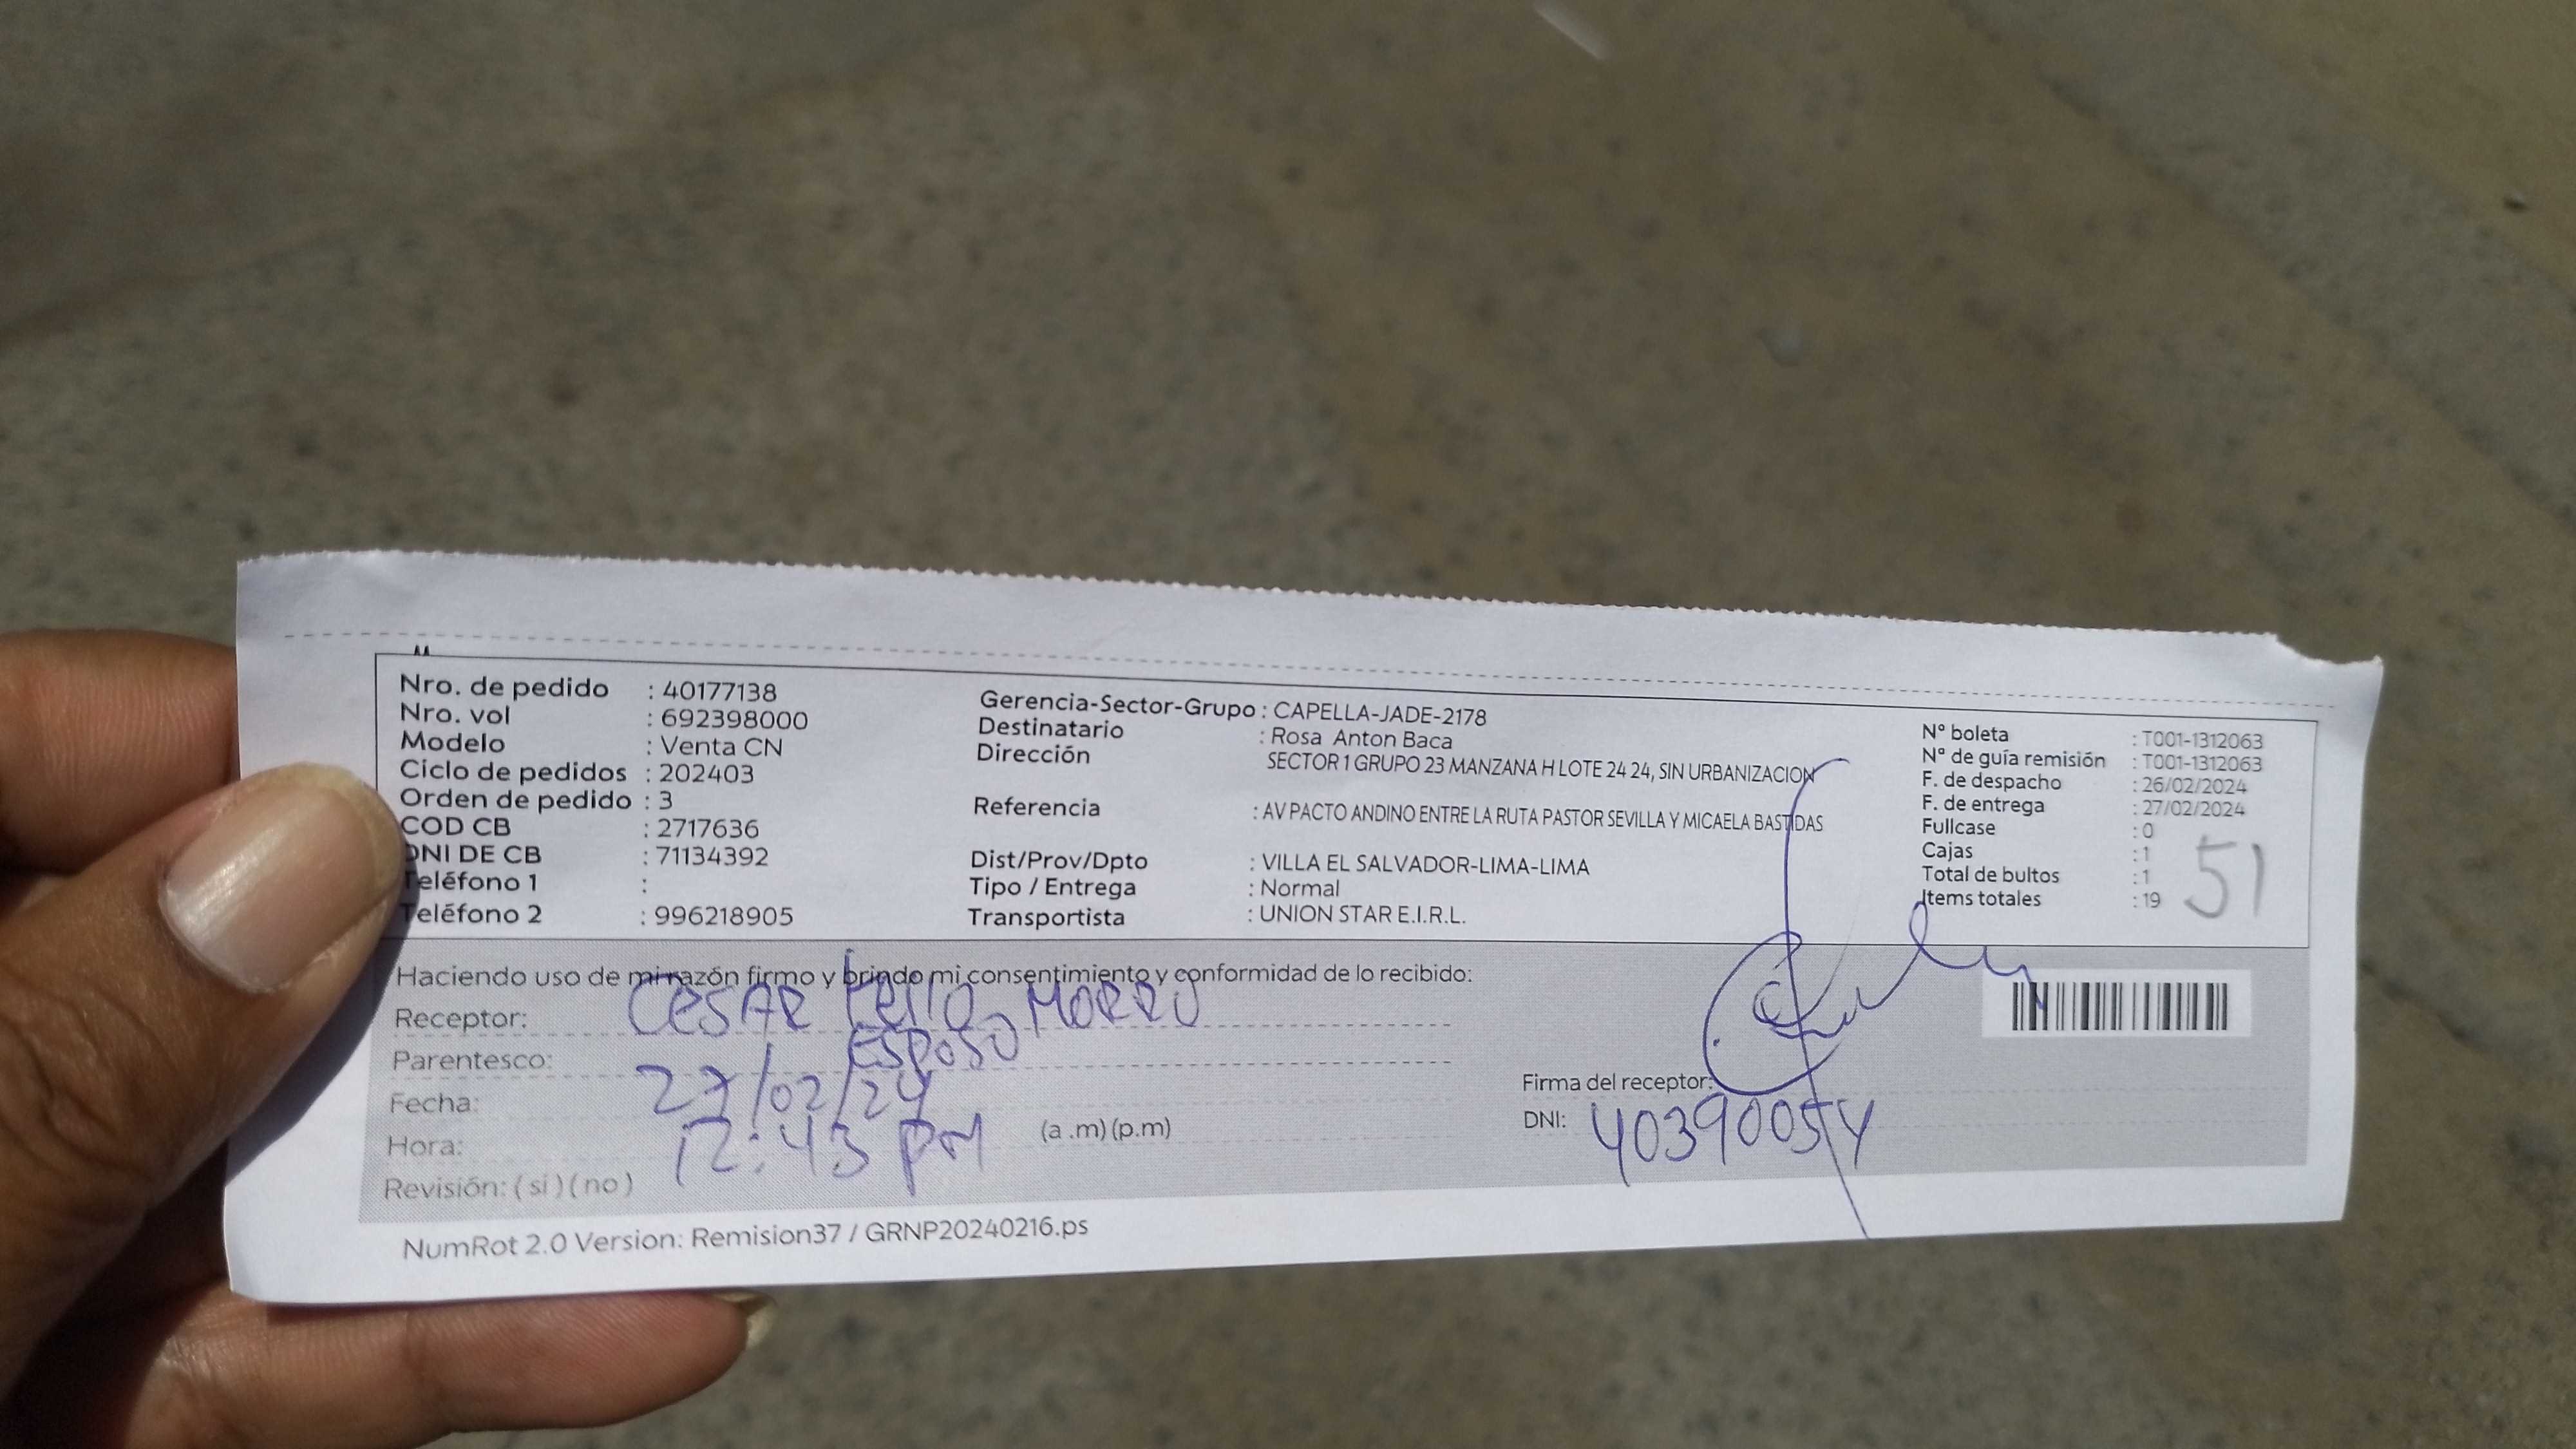 Nro. de pedido : 40177138
Nro. vol : 692398000
Modelo : Venta CN
Ciclo de pedidos : 202403
Orden de pedido : 3
COD CB : 2717636
DNI DE CB : 71134392
Teléfono 1 :
Teléfono 2 : 996218905
Gerencia-Sector-Grupo : CAPELLA-JADE-2178
Destinatario : Rosa Anton Baca
Dirección SECTOR 1 GRUPO 23 MANZANA H LOTE 24 24, SIN URBANIZACION
Referencia : AV PACTO ANDINO ENTRE LA RUTA PASTOR SEVILLA Y MICAELA BASTIDAS
Dist/Prov/Dpto : VILLA EL SALVADOR-LIMA-LIMA
Tipo / Entrega : Normal
Transportista : UNION STAR E.I.R.L.
Nº boleta : T001-1312063
Nº de guía remisión : T001-1312063
F. de despacho : 26/02/2024
F. de entrega : 27/02/2024
Fullcase : 0
Cajas : 1
Total de bultos : 1
Items totales : 19
51
Haciendo uso de mi razón firmo y brindo mi consentimiento y conformidad de lo recibido:
Receptor: CESAR tello MORRO
Parentesco: ESPOSO
Fecha: 27/02/24
Hora: 12:43 pm (a .m) (p.m)
Revisión: ( si ) ( no )
Firma del receptor:
DNI: 40390054
NumRot 2.0 Version: Remision37 / GRNP20240216.ps